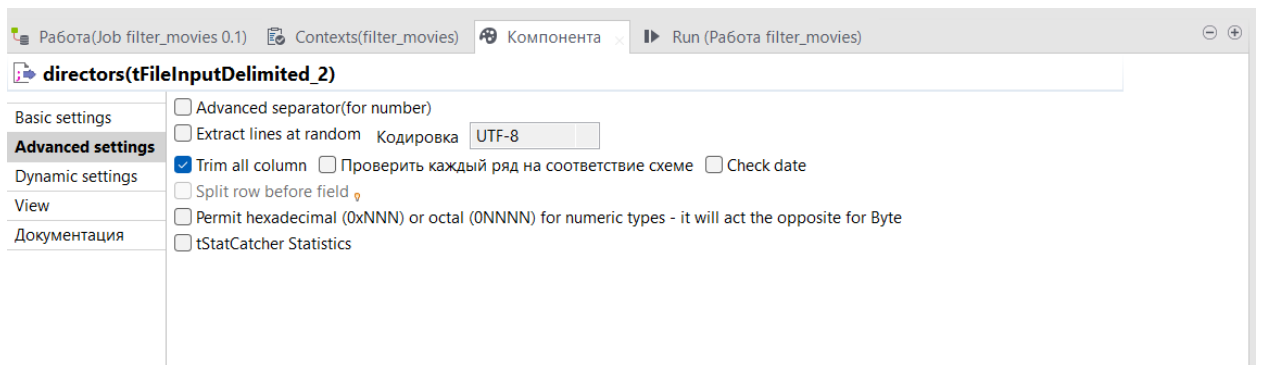 Работа(Job filter_movies 0.1) Contexts(filter_movies) Компонента Run (Работа filter_movies)
directors(tFileInputDelimited_2)
Basic settings
Advanced settings
Dynamic settings
View
Документация
Advanced separator(for number)
Extract lines at random Кодировка UTF-8
Trim all column Проверить каждый ряд на соответствие схеме Check date
Split row before field
Permit hexadecimal (0xNNN) or octal (0NNNN) for numeric types - it will act the opposite for Byte
tStatCatcher Statistics